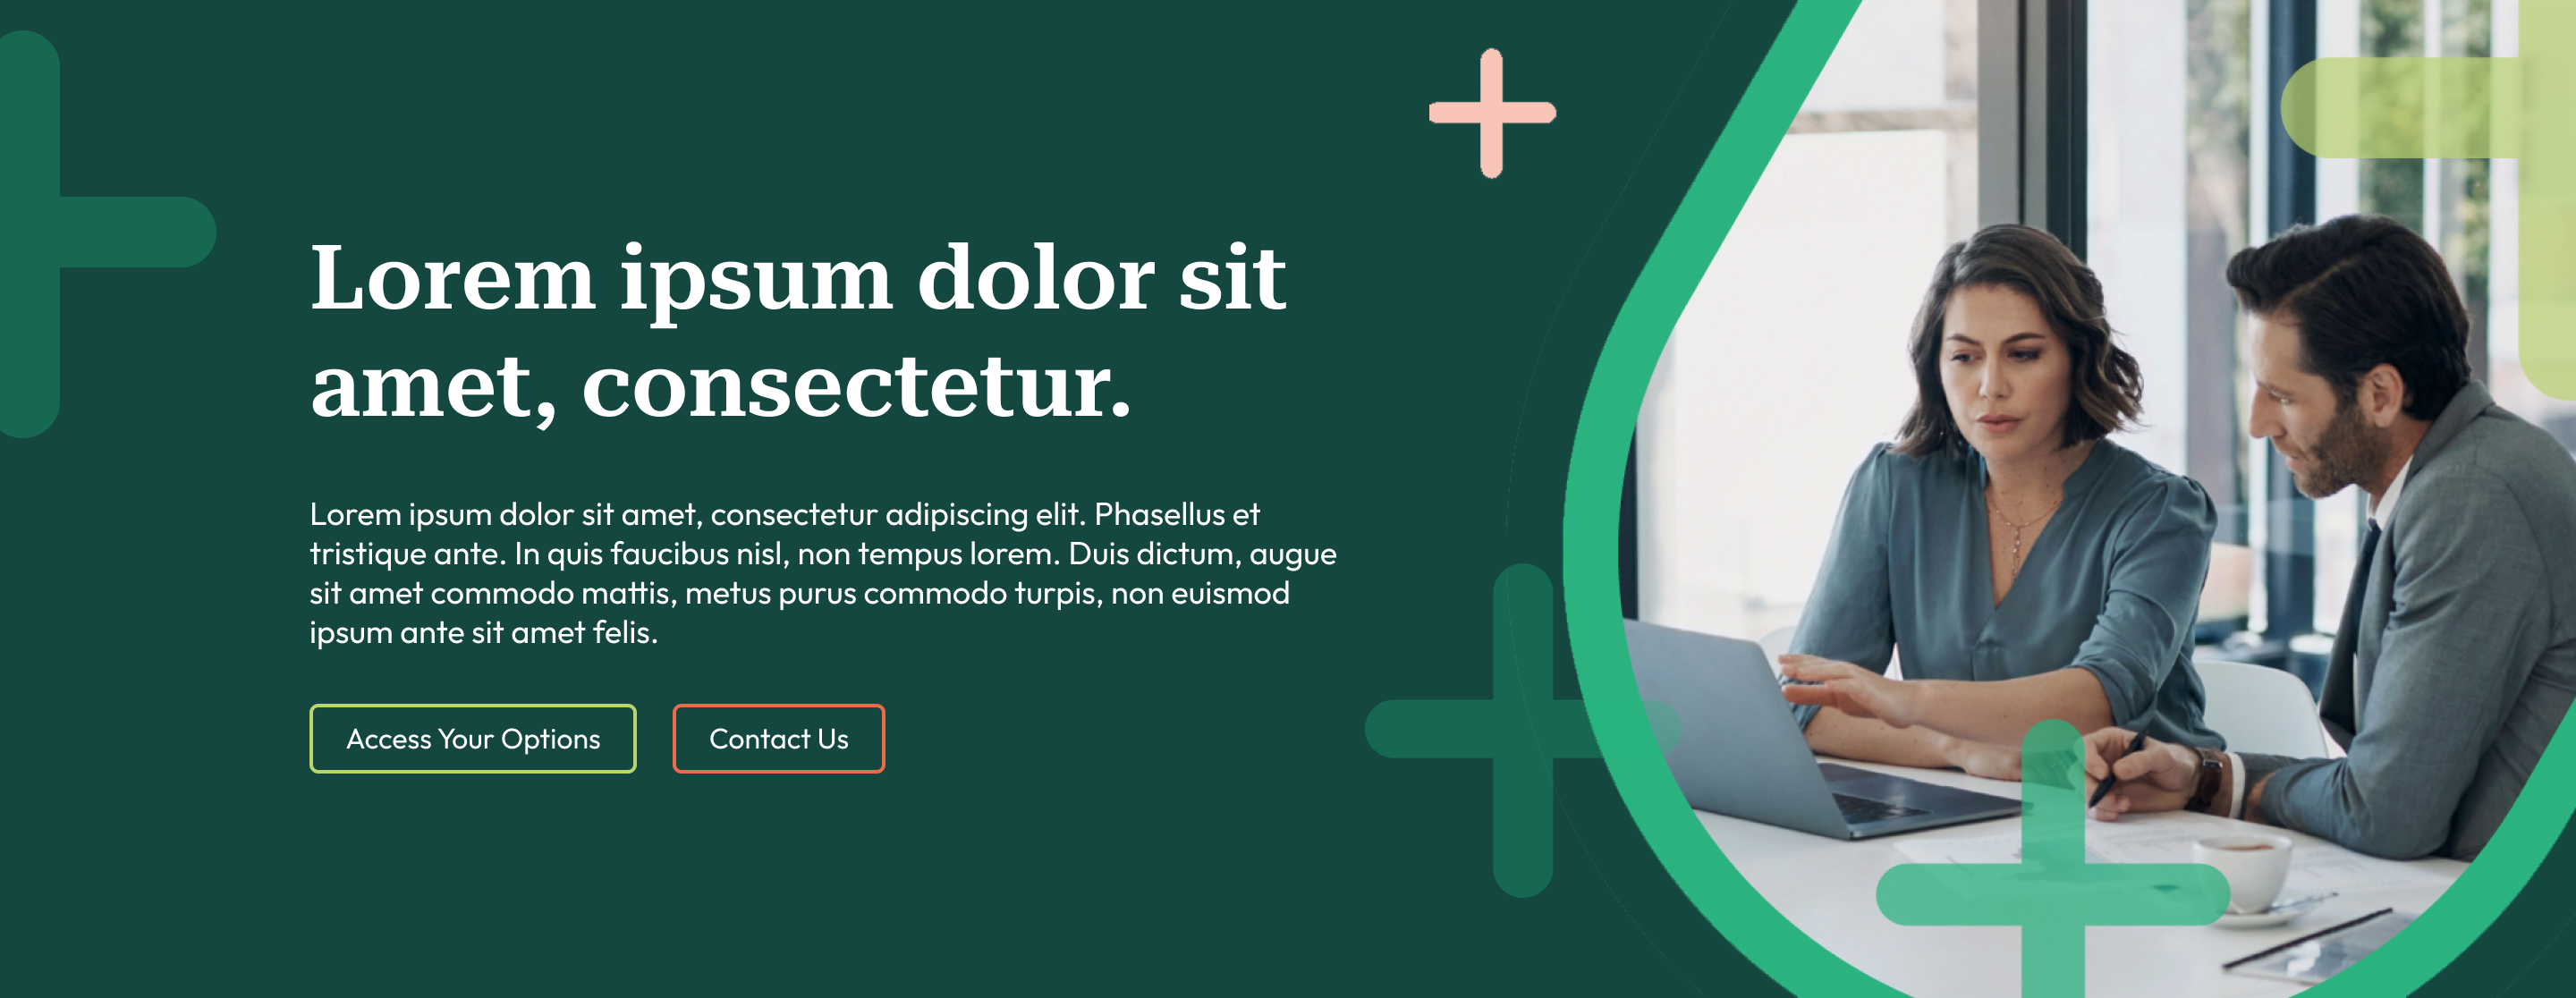 Lorem ipsum dolor sit
amet, consectetur.
Lorem ipsum dolor sit amet, consectetur adipiscing elit. Phasellus et
tristique ante. In quis faucibus nisl, non tempus lorem. Duis dictum, augue
sit amet commodo mattis, metus purus commodo turpis, non euismod
ipsum ante sit amet felis.
Access Your Options
Contact Us